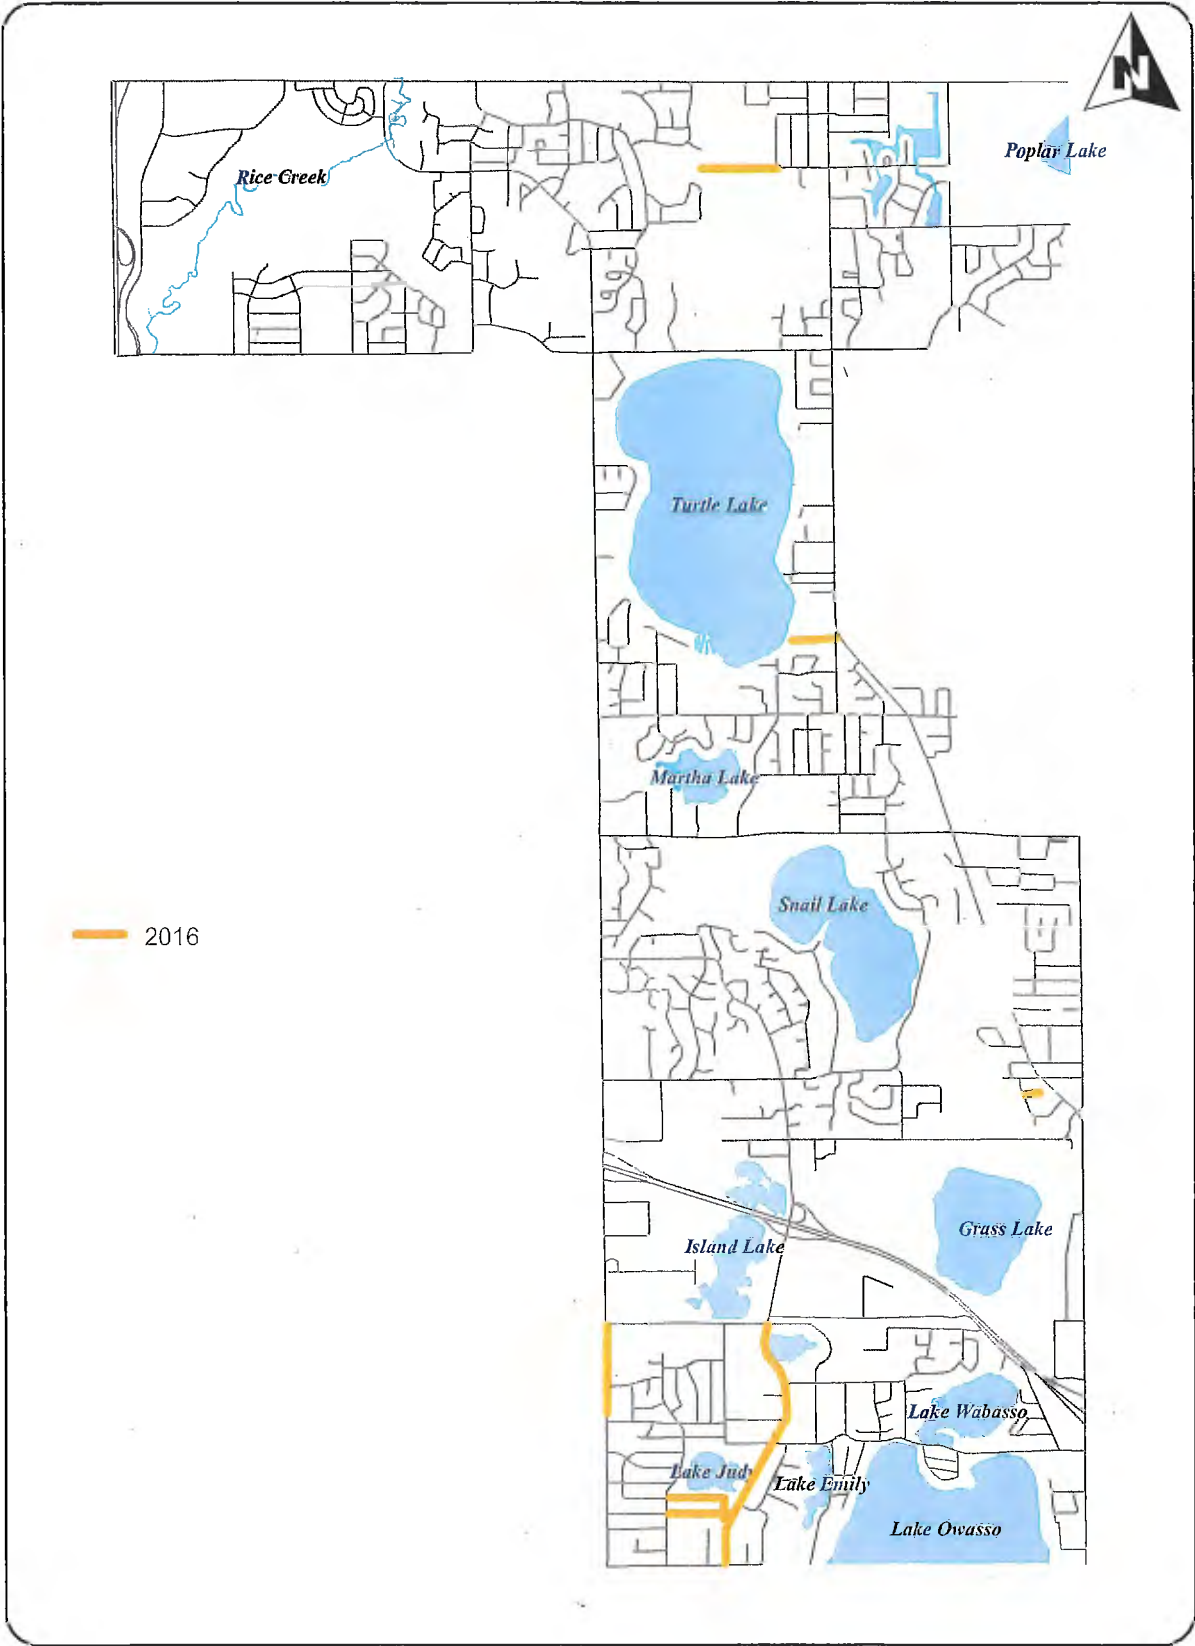 N
Poplar Lake
Rice Creek
Turtle Lake
Martha Lake
Snail Lake
2016
Grass Lake
Island Lake
Lake Wabasso
Lake Judy
Lake Emily
Lake Owasso